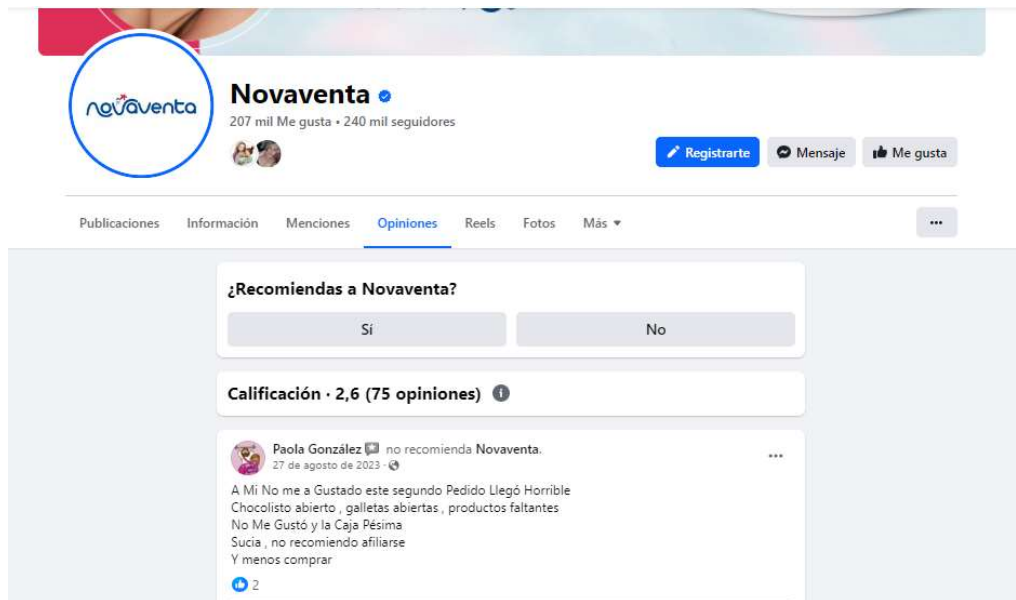 novaventa
Novaventa
207 mil Me gusta • 240 mil seguidores
Registrarte
Mensaje
Me gusta
Publicaciones
Información
Menciones
Opiniones
Reels
Fotos
Más
¿Recomiendas a Novaventa?
Sí
No
Calificación · 2,6 (75 opiniones)
Paola González no recomienda Novaventa.
27 de agosto de 2023 ·
A Mi No me a Gustado este segundo Pedido Llegó Horrible
Chocolisto abierto , galletas abiertas , productos faltantes
No Me Gustó y la Caja Pésima
Sucia , no recomiendo afiliarse
Y menos comprar
2